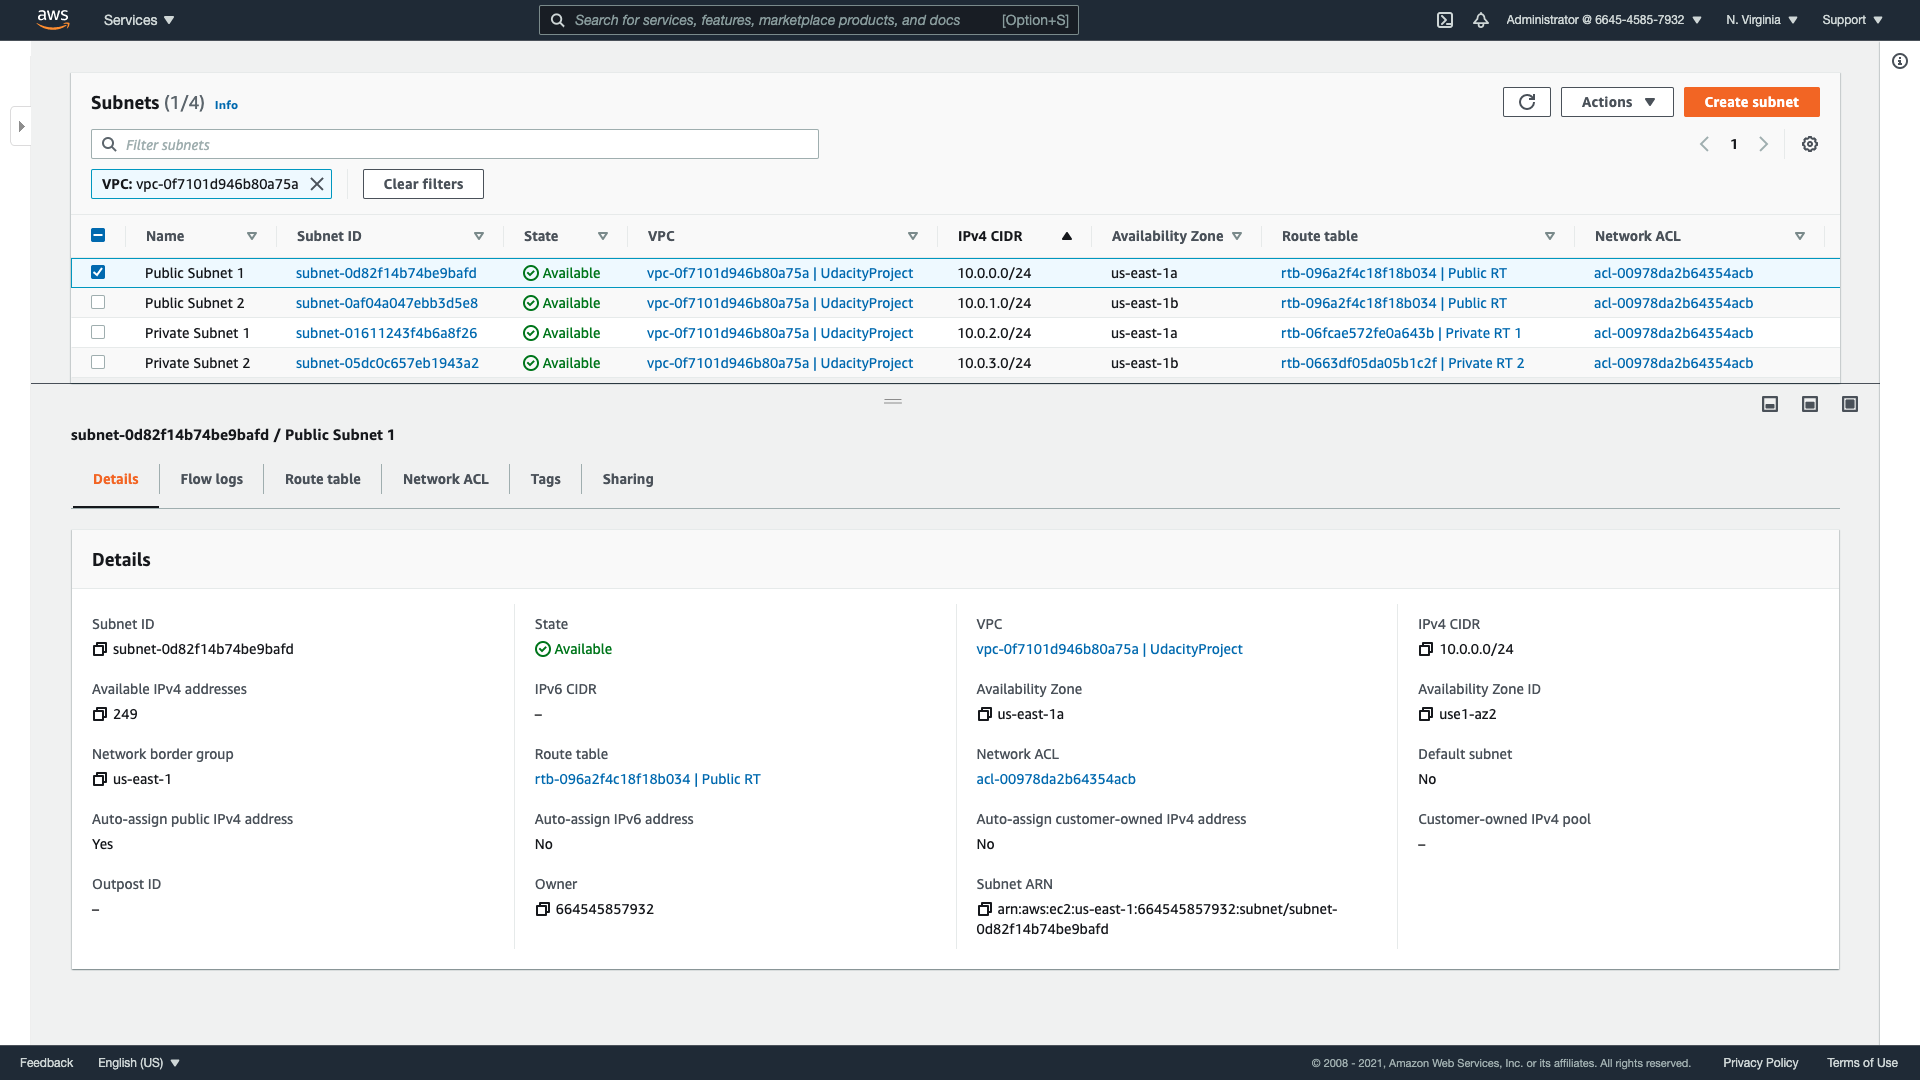 aws
Services
Search for services, features, marketplace products, and docs [Option+S]
Administrator @ 6645-4585-7932
N. Virginia
Support
Subnets (1/4) Info
Actions
Create subnet
Filter subnets
1
VPC: vpc-0f7101d946b80a75a
Clear filters
Name Subnet ID State VPC IPv4 CIDR Availability Zone Route table Network ACL
Public Subnet 1 subnet-0d82f14b74be9bafd Available vpc-0f7101d946b80a75a | UdacityProject 10.0.0.0/24 us-east-1a rtb-096a2f4c18f18b034 | Public RT acl-00978da2b64354acb
Public Subnet 2 subnet-0af04a047ebb3d5e8 Available vpc-0f7101d946b80a75a | UdacityProject 10.0.1.0/24 us-east-1b rtb-096a2f4c18f18b034 | Public RT acl-00978da2b64354acb
Private Subnet 1 subnet-01611243f4b6a8f26 Available vpc-0f7101d946b80a75a | UdacityProject 10.0.2.0/24 us-east-1a rtb-06fcae572fe0a643b | Private RT 1 acl-00978da2b64354acb
Private Subnet 2 subnet-05dc0c657eb1943a2 Available vpc-0f7101d946b80a75a | UdacityProject 10.0.3.0/24 us-east-1b rtb-0663df05da05b1c2f | Private RT 2 acl-00978da2b64354acb
subnet-0d82f14b74be9bafd / Public Subnet 1
Details Flow logs Route table Network ACL Tags Sharing
Details
Subnet ID State VPC IPv4 CIDR
subnet-0d82f14b74be9bafd Available vpc-0f7101d946b80a75a | UdacityProject 10.0.0.0/24
Available IPv4 addresses IPv6 CIDR Availability Zone Availability Zone ID
249 – us-east-1a use1-az2
Network border group Route table Network ACL Default subnet
us-east-1 rtb-096a2f4c18f18b034 | Public RT acl-00978da2b64354acb No
Auto-assign public IPv4 address Auto-assign IPv6 address Auto-assign customer-owned IPv4 address Customer-owned IPv4 pool
Yes No No –
Outpost ID Owner Subnet ARN
– 664545857932 arn:aws:ec2:us-east-1:664545857932:subnet/subnet-
0d82f14b74be9bafd
Feedback English (US) © 2008 - 2021, Amazon Web Services, Inc. or its affiliates. All rights reserved. Privacy Policy Terms of Use